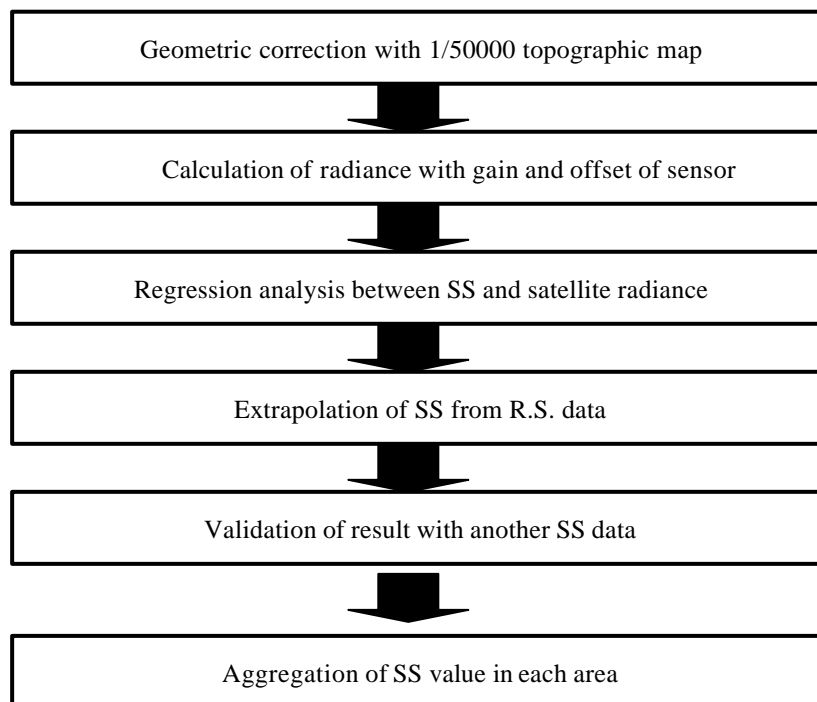 Geometric correction with 1/50000 topographic map
Calculation of radiance with gain and offset of sensor
Regression analysis between SS and satellite radiance
Extrapolation of SS from R.S. data
Validation of result with another SS data
Aggregation of SS value in each area